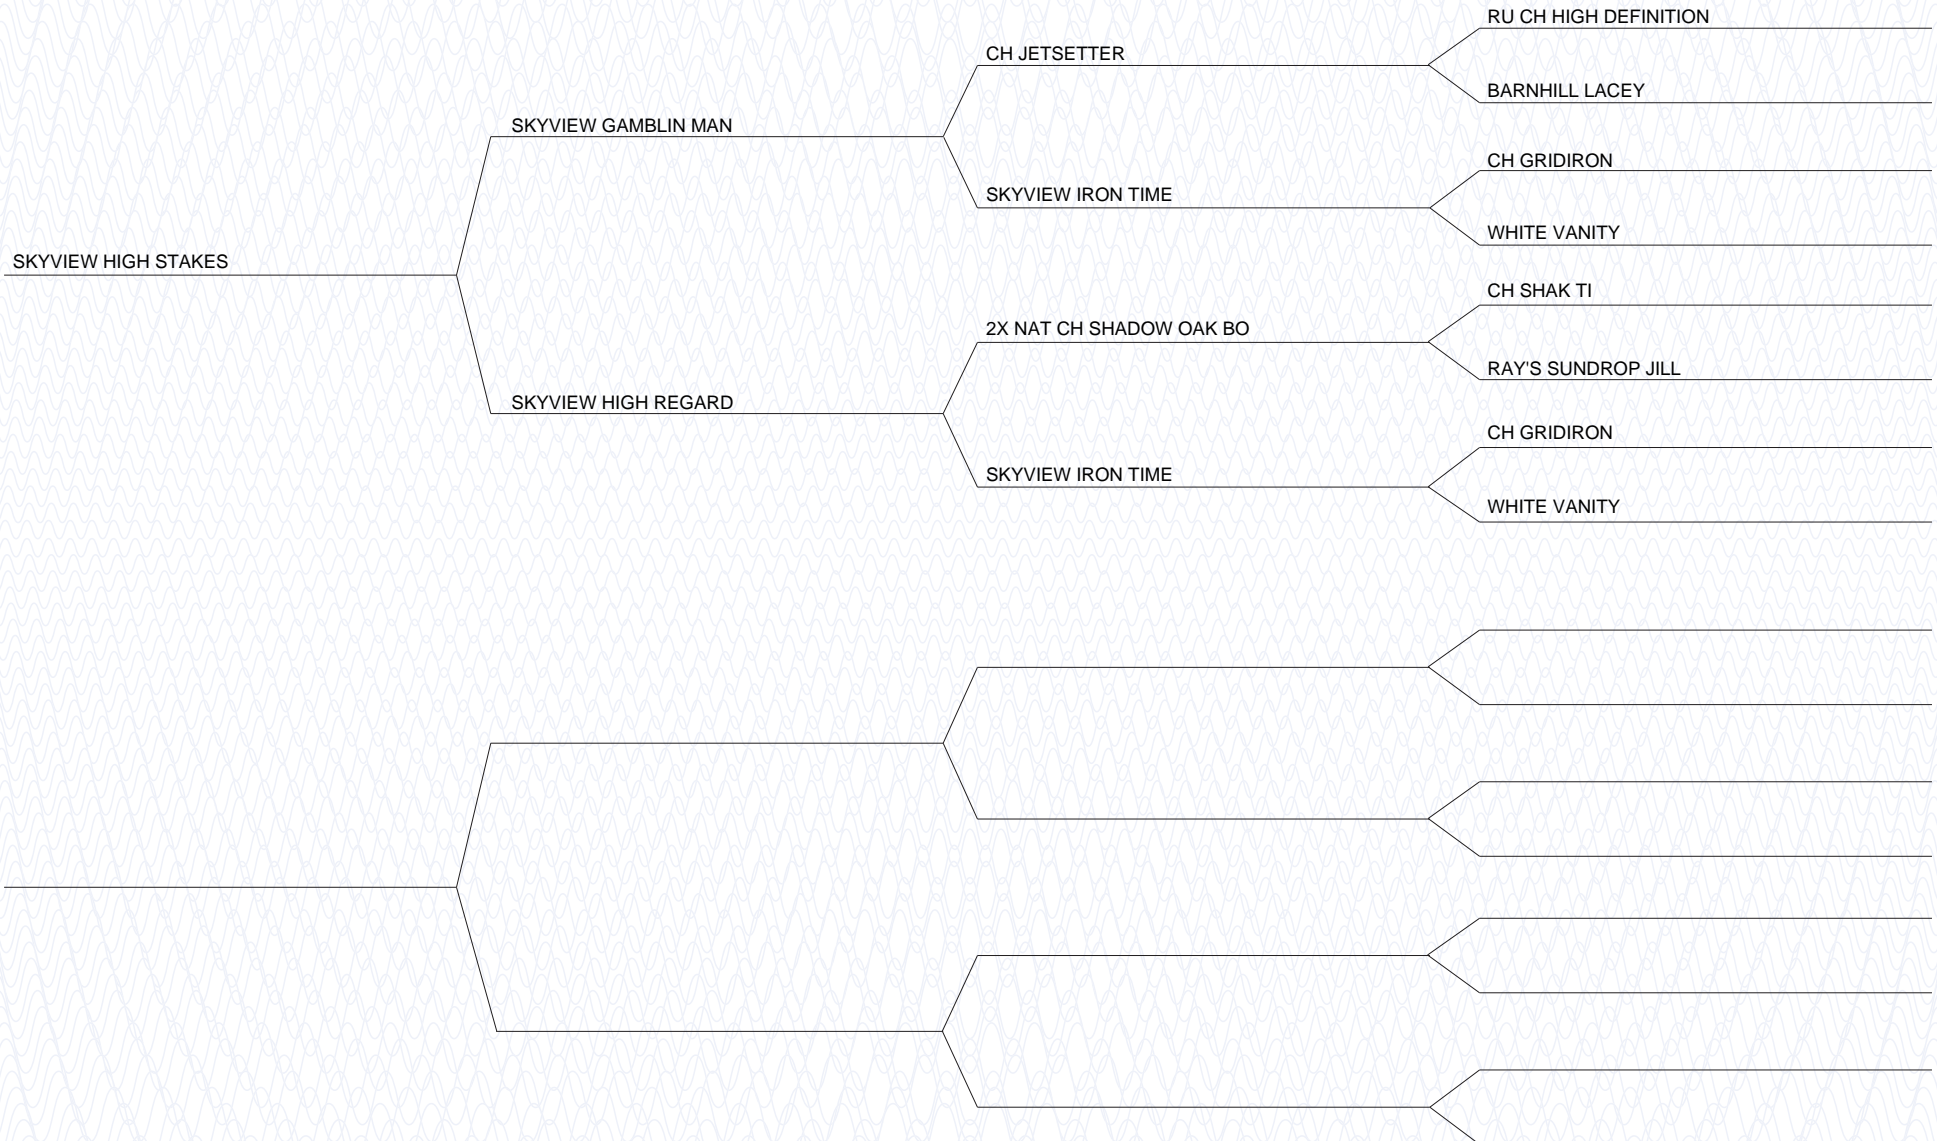 RU CH HIGH DEFINITION
CH JETSETTER
BARNHILL LACEY
SKYVIEW GAMBLIN MAN
CH GRIDIRON
SKYVIEW IRON TIME
WHITE VANITY
SKYVIEW HIGH STAKES
CH SHAK TI
2X NAT CH SHADOW OAK BO
RAY'S SUNDROP JILL
SKYVIEW HIGH REGARD
CH GRIDIRON
SKYVIEW IRON TIME
WHITE VANITY